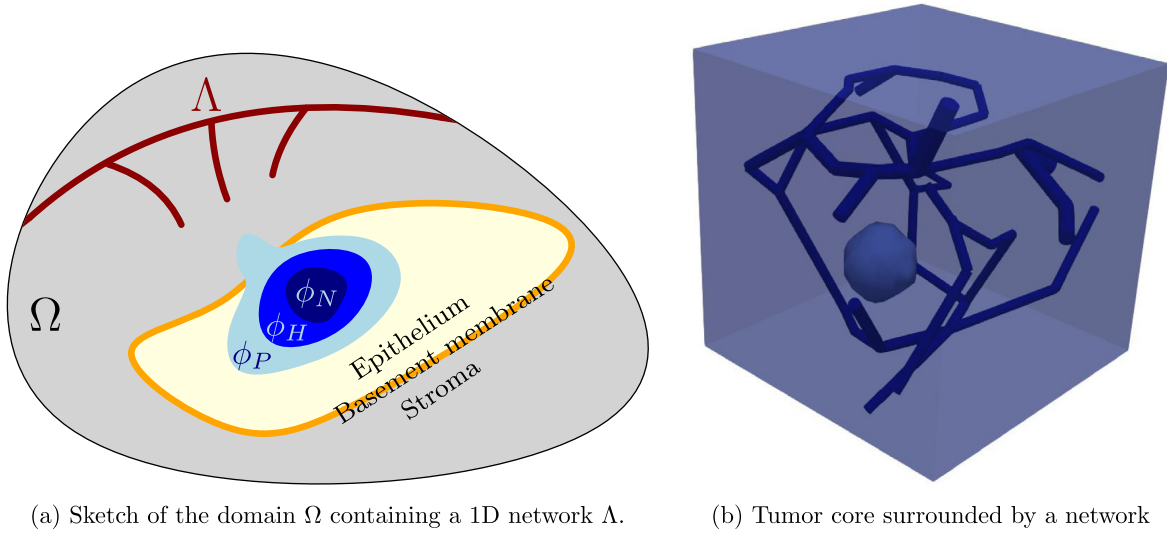 Λ
Ω
ϕN
ϕH
ϕP
Epithelium
Basement membrane
Stroma
(a) Sketch of the domain Ω containing a 1D network Λ.
(b) Tumor core surrounded by a network